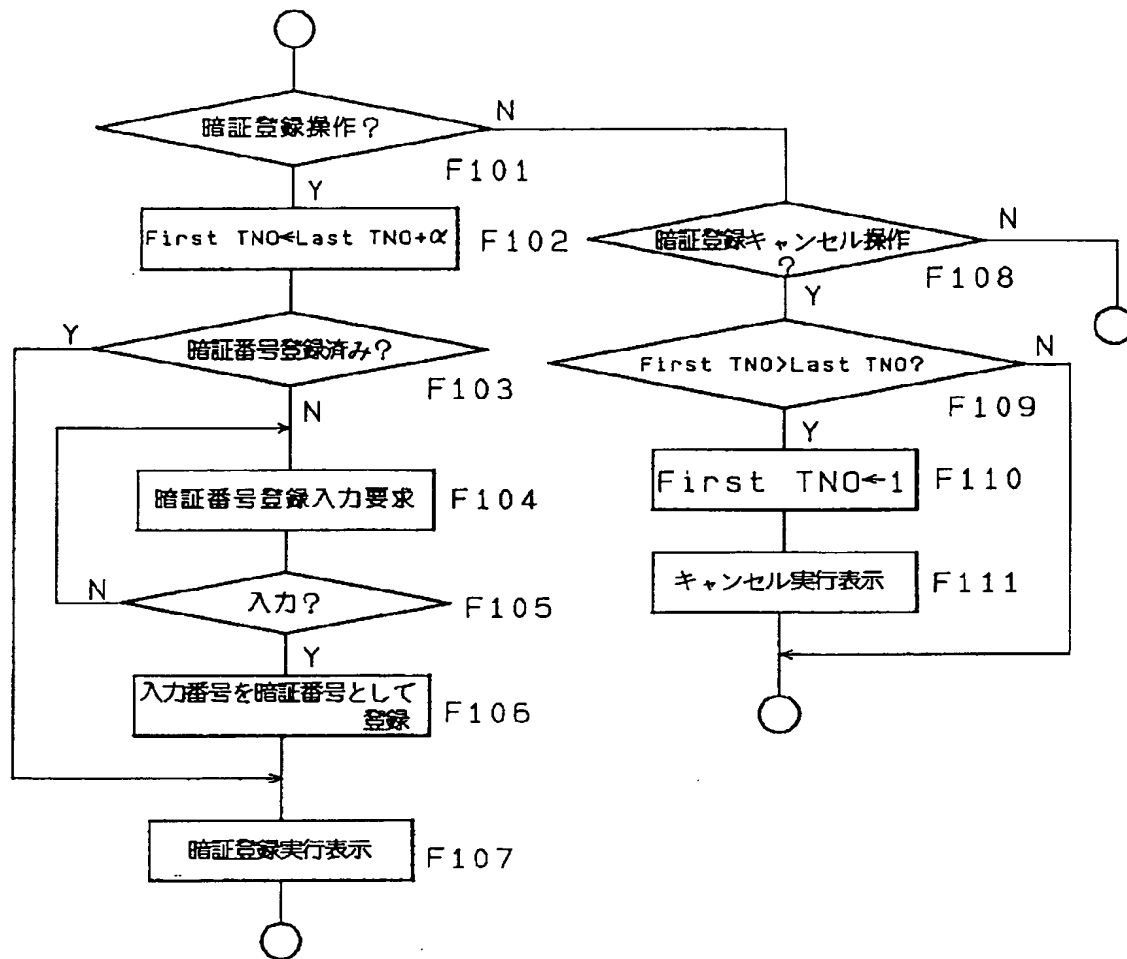 暗証登録操作?
N
F101
Y
First TNO←Last TNO+α
F102
暗証登録キャンセル操作
?
N
F108
Y
Y
暗証番号登録済み?
F103
N
First TNO>Last TNO?
N
F109
Y
暗証番号登録入力要求
F104
First TNO←1
F110
N
入力?
F105
Y
キャンセル実行表示
F111
入力番号を暗証番号として
登録
F106
暗証登録実行表示
F107